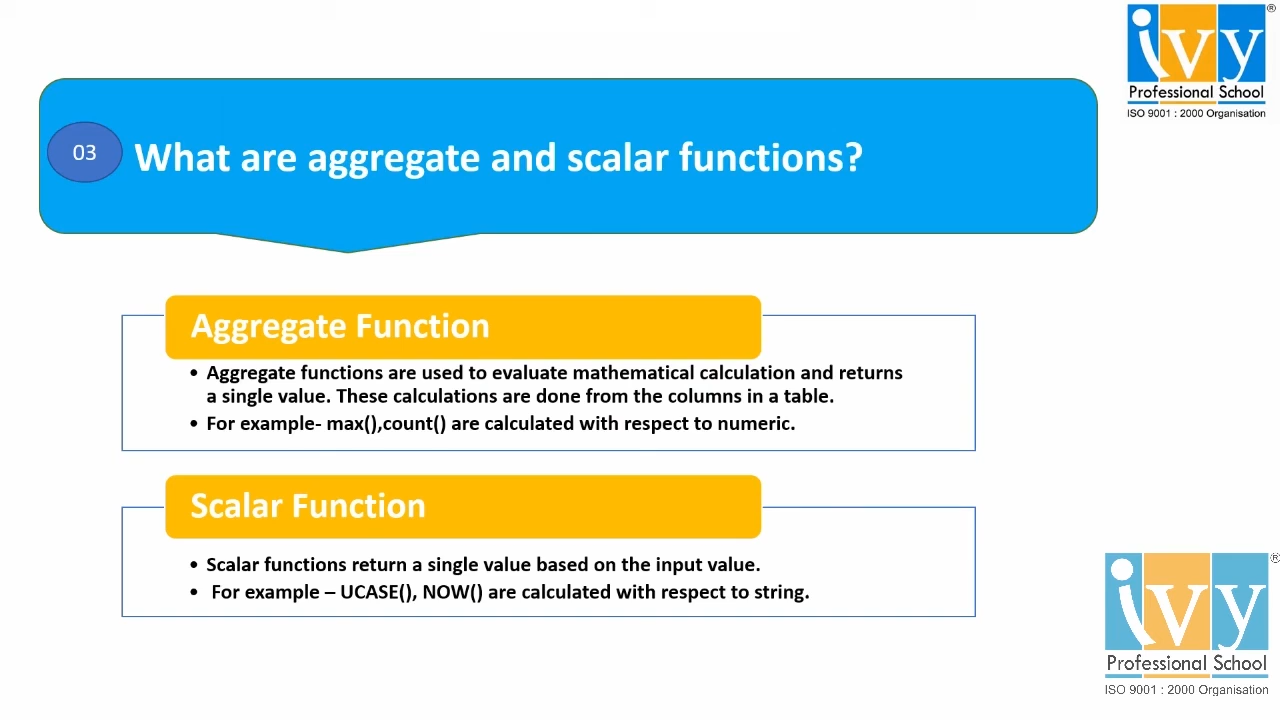 ivy
®
Professional School
ISO 9001 : 2000 Organisation
03
What are aggregate and scalar functions?
Aggregate Function
• Aggregate functions are used to evaluate mathematical calculation and returns
a single value. These calculations are done from the columns in a table.
• For example- max(),count() are calculated with respect to numeric.
Scalar Function
• Scalar functions return a single value based on the input value.
• For example – UCASE(), NOW() are calculated with respect to string.
ivy
®
Professional School
ISO 9001 : 2000 Organisation